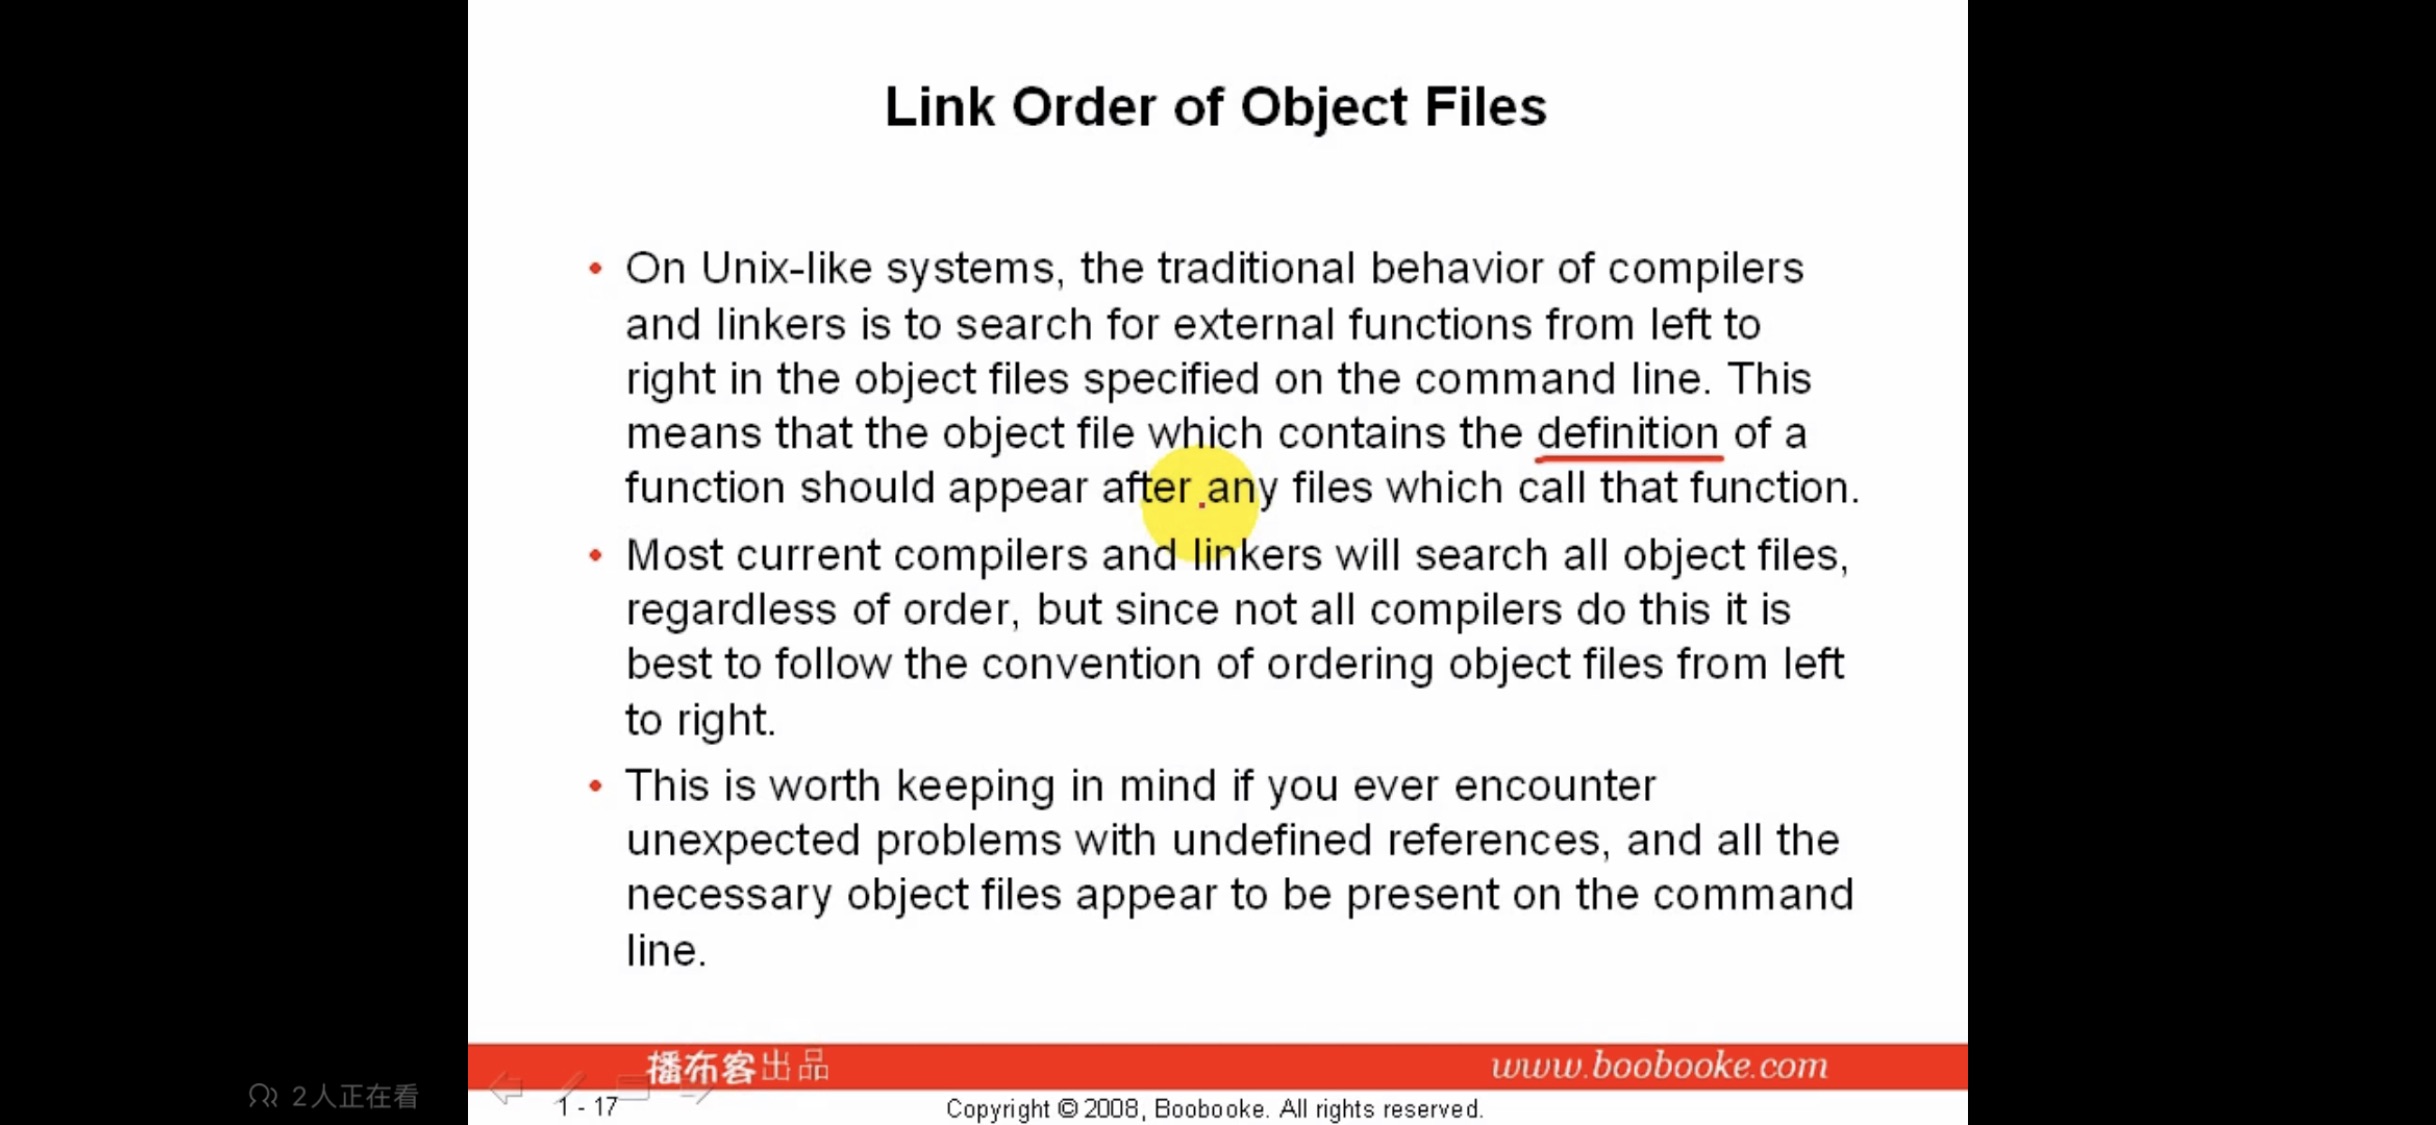 Link Order of Object Files
• On Unix-like systems, the traditional behavior of compilers
and linkers is to search for external functions from left to
right in the object files specified on the command line. This
means that the object file which contains the definition of a
function should appear after any files which call that function.
• Most current compilers and linkers will search all object files,
regardless of order, but since not all compilers do this it is
best to follow the convention of ordering object files from left
to right.
• This is worth keeping in mind if you ever encounter
unexpected problems with undefined references, and all the
necessary object files appear to be present on the command
line.
播布客出品
www.boobooke.com
2人正在看
1 - 17
Copyright © 2008, Boobooke. All rights reserved.